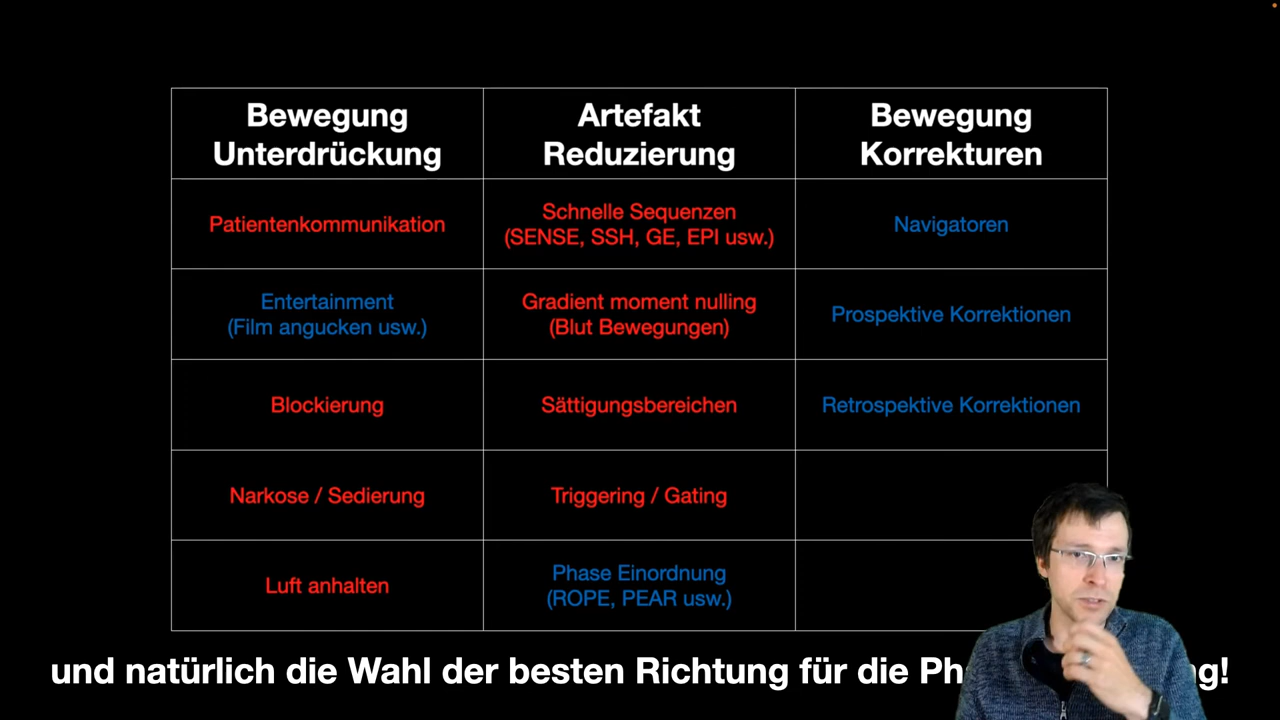 Bewegung
Unterdrückung
Artefakt
Reduzierung
Bewegung
Korrekturen
Patientenkommunikation
Schnelle Sequenzen
(SENSE, SSH, GE, EPI usw.)
Navigatoren
Entertainment
(Film angucken usw.)
Gradient moment nulling
(Blut Bewegungen)
Prospektive Korrektionen
Blockierung
Sättigungsbereichen
Retrospektive Korrektionen
Narkose / Sedierung
Triggering / Gating
Luft anhalten
Phase Einordnung
(ROPE, PEAR usw.)
und natürlich die Wahl der besten Richtung für die